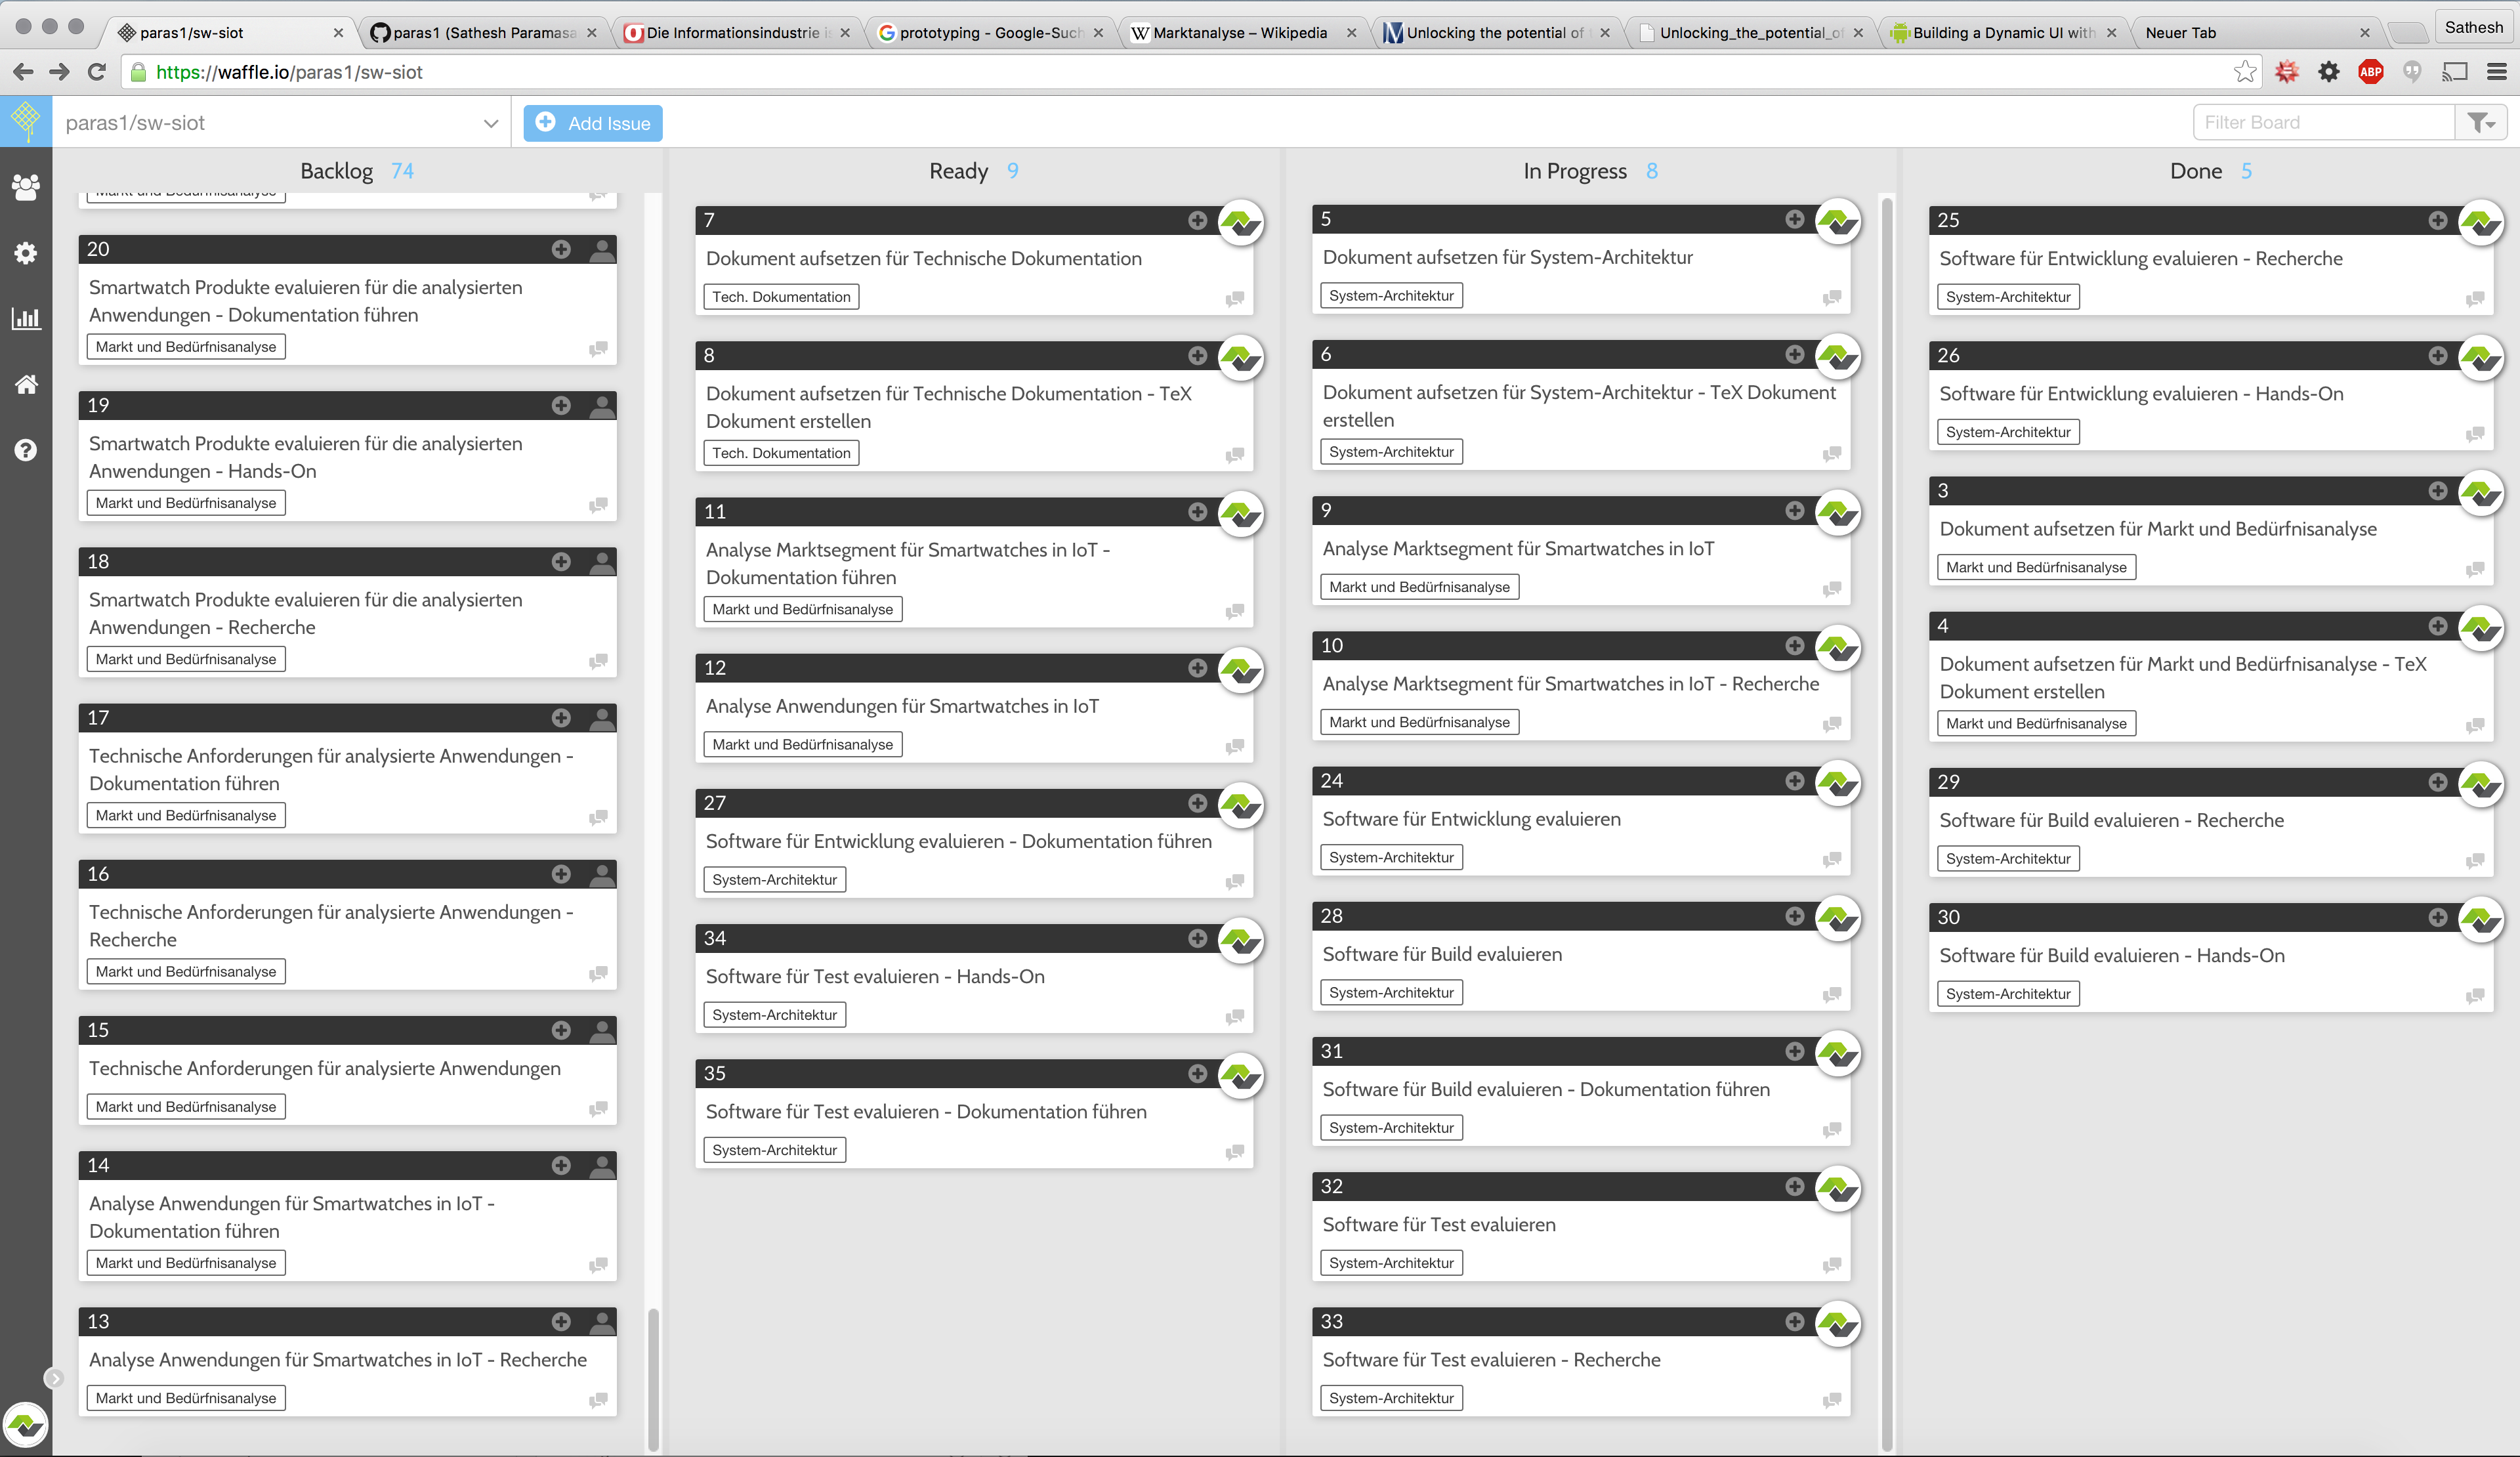 paras1/sw-siot
paras1 (Sathesh Paramasa
Die Informationsindustrie is
prototyping - Google-Such
Marktanalyse – Wikipedia
Unlocking the potential of
Unlocking_the_potential_of
Building a Dynamic UI with
Neuer Tab
Sathesh
https://waffle.io/paras1/sw-siot
ABP
paras1/sw-siot
Add Issue
Filter Board
Backlog 74
Markt und Bedürfnisanalyse
20
Smartwatch Produkte evaluieren für die analysierten
Anwendungen - Dokumentation führen
Markt und Bedürfnisanalyse
19
Smartwatch Produkte evaluieren für die analysierten
Anwendungen - Hands-On
Markt und Bedürfnisanalyse
18
Smartwatch Produkte evaluieren für die analysierten
Anwendungen - Recherche
Markt und Bedürfnisanalyse
17
Technische Anforderungen für analysierte Anwendungen -
Dokumentation führen
Markt und Bedürfnisanalyse
16
Technische Anforderungen für analysierte Anwendungen -
Recherche
Markt und Bedürfnisanalyse
15
Technische Anforderungen für analysierte Anwendungen
Markt und Bedürfnisanalyse
14
Analyse Anwendungen für Smartwatches in IoT -
Dokumentation führen
Markt und Bedürfnisanalyse
13
Analyse Anwendungen für Smartwatches in IoT - Recherche
Markt und Bedürfnisanalyse
Ready 9
7
Dokument aufsetzen für Technische Dokumentation
Tech. Dokumentation
8
Dokument aufsetzen für Technische Dokumentation - TeX
Dokument erstellen
Tech. Dokumentation
11
Analyse Marktsegment für Smartwatches in IoT -
Dokumentation führen
Markt und Bedürfnisanalyse
12
Analyse Anwendungen für Smartwatches in IoT
Markt und Bedürfnisanalyse
27
Software für Entwicklung evaluieren - Dokumentation führen
System-Architektur
34
Software für Test evaluieren - Hands-On
System-Architektur
35
Software für Test evaluieren - Dokumentation führen
System-Architektur
In Progress 8
5
Dokument aufsetzen für System-Architektur
System-Architektur
6
Dokument aufsetzen für System-Architektur - TeX Dokument
erstellen
System-Architektur
9
Analyse Marktsegment für Smartwatches in IoT
Markt und Bedürfnisanalyse
10
Analyse Marktsegment für Smartwatches in IoT - Recherche
Markt und Bedürfnisanalyse
24
Software für Entwicklung evaluieren
System-Architektur
28
Software für Build evaluieren
System-Architektur
31
Software für Build evaluieren - Dokumentation führen
System-Architektur
32
Software für Test evaluieren
System-Architektur
33
Software für Test evaluieren - Recherche
System-Architektur
Done 5
25
Software für Entwicklung evaluieren - Recherche
System-Architektur
26
Software für Entwicklung evaluieren - Hands-On
System-Architektur
3
Dokument aufsetzen für Markt und Bedürfnisanalyse
Markt und Bedürfnisanalyse
4
Dokument aufsetzen für Markt und Bedürfnisanalyse - TeX
Dokument erstellen
Markt und Bedürfnisanalyse
29
Software für Build evaluieren - Recherche
System-Architektur
30
Software für Build evaluieren - Hands-On
System-Architektur